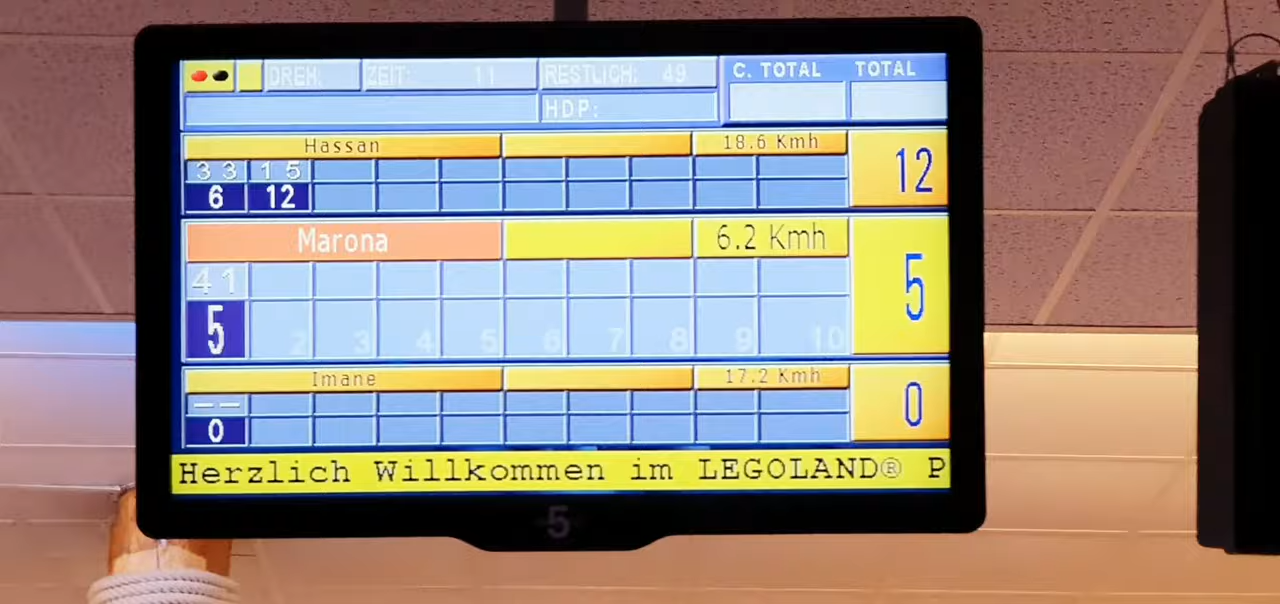 DREH: ZEIT: 11 RESTLICH: 49 C. TOTAL TOTAL
HDP:
Hassan 18.6 Kmh 12
3 3 1 5
6 12
Marona 6.2 Kmh 5
4 1
5 2 3 4 5 6 7 8 9 10
Imane 17.2 Kmh 0
— —
0
Herzlich Willkommen im LEGOLAND® P
5